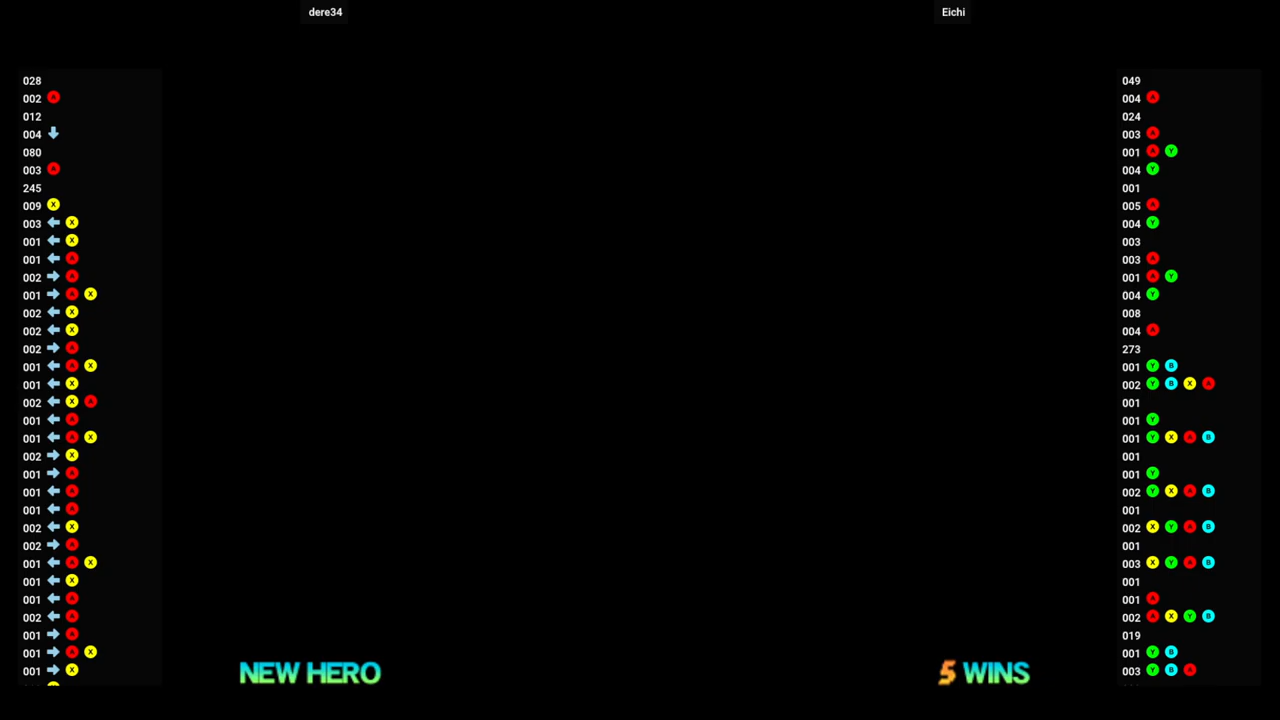 dere34
Eichi
028
002 A
012
004
080
003 A
245
009 X
003 X
001 X
001 A
002 A
001 A X
002 X
002 X
002 A
001 A X
001 X
002 X A
001 A
001 A X
002 X
001 A
001 A
001 A
002 X
002 A
001 A X
001 X
001 A
002 A
001 A
001 A X
001 X
049
004 A
024
003 A
001 A Y
004 Y
001
005 A
004 Y
003
003 A
001 A Y
004 Y
008
004 A
273
001 Y B
002 Y B X A
001
001 Y
001 Y X A B
001
001 Y
002 Y X A B
001
002 X Y A B
001
003 X Y A B
001
001 A
002 A X Y B
019
001 Y B
003 Y B A
NEW HERO
5 WINS